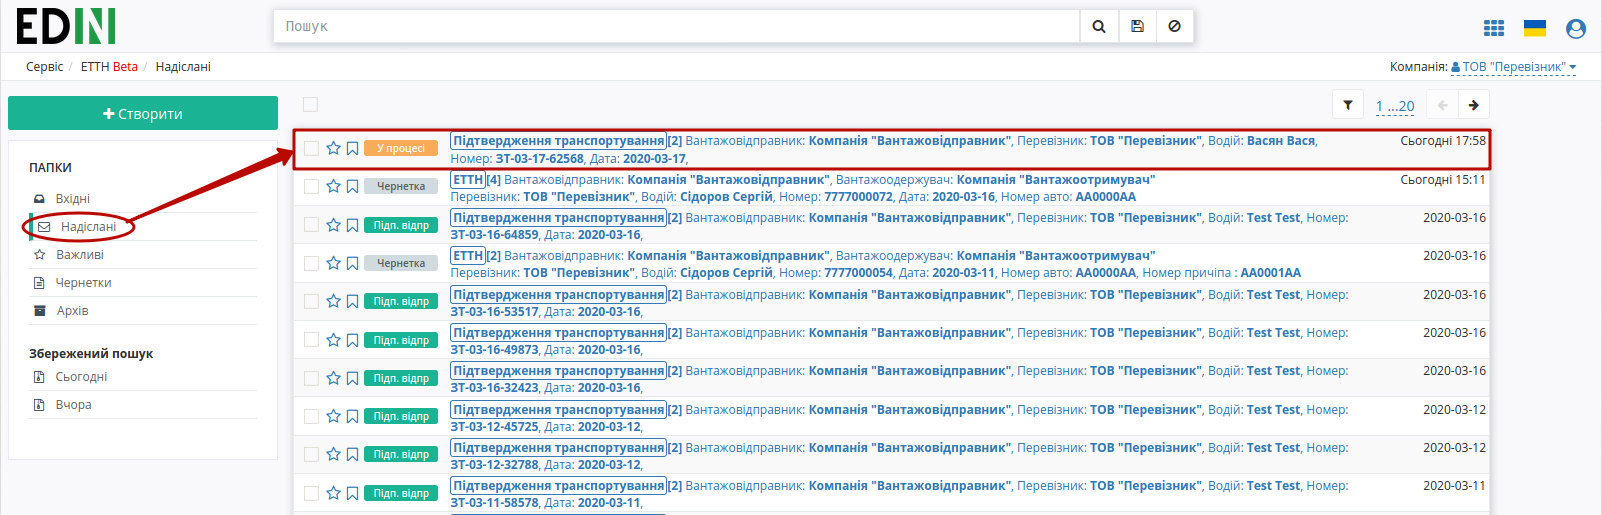 EDIN
Пошук
Сервіс / ЕТТН Beta / Надіслані
Компанія: ТОВ "Перевізник"
Створити
1 ...20
ПАПКИ
Вхідні
Надіслані
Важливі
Чернетки
Архів
Збережений пошук
Сьогодні
Вчора
У процесі Підтвердження транспортування[2] Вантажовідправник: Компанія "Вантажовідправник", Перевізник: ТОВ "Перевізник", Водій: Васян Вася, Сьогодні 17:58
Номер: ЗТ-03-17-62568, Дата: 2020-03-17,
Чернетка ЕТТН[4] Вантажовідправник: Компанія "Вантажовідправник", Вантажоодержувач: Компанія "Вантажоотримувач" Сьогодні 15:11
Перевізник: ТОВ "Перевізник", Водій: Сідоров Сергій, Номер: 7777000072, Дата: 2020-03-16, Номер авто: АА0000АА
Підп. відпр Підтвердження транспортування[2] Вантажовідправник: Компанія "Вантажовідправник", Перевізник: ТОВ "Перевізник", Водій: Test Test, Номер: 2020-03-16
ЗТ-03-16-64859, Дата: 2020-03-16,
Чернетка ЕТТН[2] Вантажовідправник: Компанія "Вантажовідправник", Вантажоодержувач: Компанія "Вантажоотримувач" 2020-03-16
Перевізник: ТОВ "Перевізник", Водій: Сідоров Сергій, Номер: 7777000054, Дата: 2020-03-11, Номер авто: АА0000АА, Номер причіпа : АА0001АА
Підп. відпр Підтвердження транспортування[2] Вантажовідправник: Компанія "Вантажовідправник", Перевізник: ТОВ "Перевізник", Водій: Test Test, Номер: 2020-03-16
ЗТ-03-16-53517, Дата: 2020-03-16,
Підп. відпр Підтвердження транспортування[2] Вантажовідправник: Компанія "Вантажовідправник", Перевізник: ТОВ "Перевізник", Водій: Test Test, Номер: 2020-03-16
ЗТ-03-16-49873, Дата: 2020-03-16,
Підп. відпр Підтвердження транспортування[2] Вантажовідправник: Компанія "Вантажовідправник", Перевізник: ТОВ "Перевізник", Водій: Test Test, Номер: 2020-03-16
ЗТ-03-16-32423, Дата: 2020-03-16,
Підп. відпр Підтвердження транспортування[2] Вантажовідправник: Компанія "Вантажовідправник", Перевізник: ТОВ "Перевізник", Водій: Test Test, Номер: 2020-03-12
ЗТ-03-12-45725, Дата: 2020-03-12,
Підп. відпр Підтвердження транспортування[2] Вантажовідправник: Компанія "Вантажовідправник", Перевізник: ТОВ "Перевізник", Водій: Test Test, Номер: 2020-03-12
ЗТ-03-12-32788, Дата: 2020-03-12,
Підп. відпр Підтвердження транспортування[2] Вантажовідправник: Компанія "Вантажовідправник", Перевізник: ТОВ "Перевізник", Водій: Test Test, Номер: 2020-03-11
ЗТ-03-11-58578, Дата: 2020-03-11,